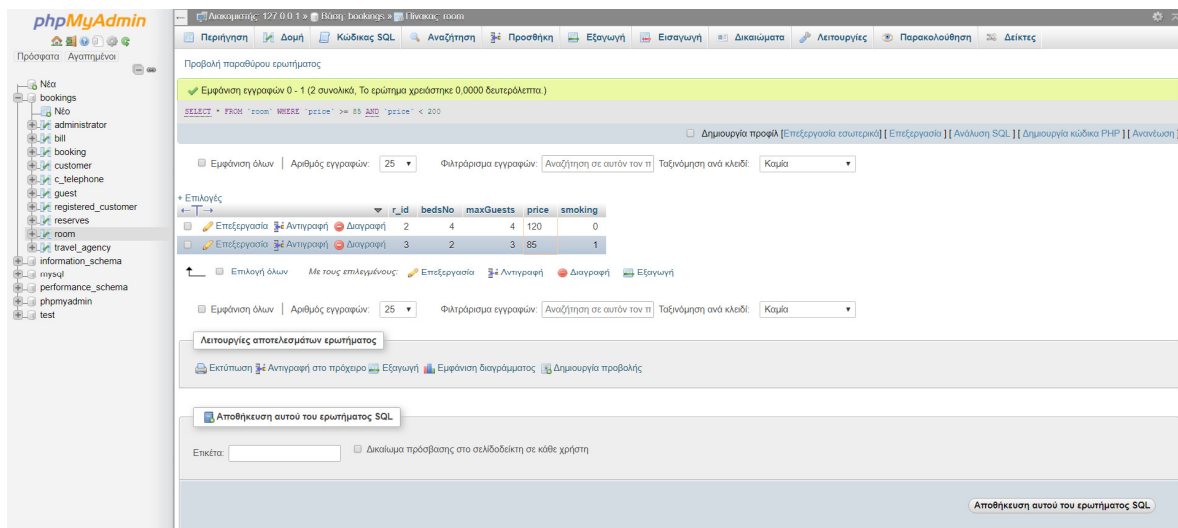 phpMyAdmin
Πρόσφατα Αγαπημένοι
Νέα
bookings
Νέο
administrator
bill
booking
customer
c_telephone
guest
registered_customer
reserves
room
travel_agency
information_schema
mysql
performance_schema
phpmyadmin
test
Διακομιστής: 127.0.0.1 » Βάση: bookings » Πίνακας: room
Περιήγηση Δομή Κώδικας SQL Αναζήτηση Προσθήκη Εξαγωγή Εισαγωγή Δικαιώματα Λειτουργίες Παρακολούθηση Δείκτες
Προβολή παραθύρου ερωτήματος
Εμφάνιση εγγραφών 0 - 1 (2 συνολικά, Το ερώτημα χρειάστηκε 0,0000 δευτερόλεπτα.)
SELECT * FROM `room` WHERE `price` >= 85 AND `price` < 200
Δημιουργία προφίλ [Επεξεργασία εσωτερικά] [ Επεξεργασία ] [ Ανάλυση SQL ] [ Δημιουργία κώδικα PHP ] [ Ανανέωση ]
Εμφάνιση όλων | Αριθμός εγγραφών: 25 Φιλτράρισμα εγγραφών: Αναζήτηση σε αυτόν τον π Ταξινόμηση ανά κλειδί: Καμία
+ Επιλογές
←T→ r_id bedsNo maxGuests price smoking
Επεξεργασία Αντιγραφή Διαγραφή 2 4 4 120 0
Επεξεργασία Αντιγραφή Διαγραφή 3 2 3 85 1
Επιλογή όλων Με τους επιλεγμένους: Επεξεργασία Αντιγραφή Διαγραφή Εξαγωγή
Εμφάνιση όλων | Αριθμός εγγραφών: 25 Φιλτράρισμα εγγραφών: Αναζήτηση σε αυτόν τον π Ταξινόμηση ανά κλειδί: Καμία
Λειτουργίες αποτελεσμάτων ερωτήματος
Εκτύπωση Αντιγραφή στο πρόχειρο Εξαγωγή Εμφάνιση διαγράμματος Δημιουργία προβολής
Αποθήκευση αυτού του ερωτήματος SQL
Ετικέτα: Δικαίωμα πρόσβασης στο σελίδοδείκτη σε κάθε χρήστη
Αποθήκευση αυτού του ερωτήματος SQL